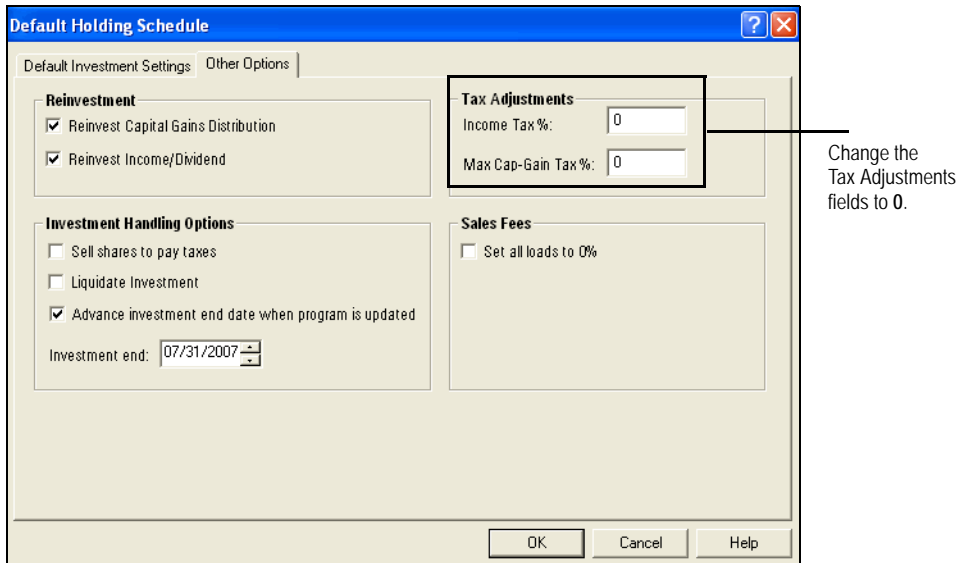 Default Holding Schedule
Default Investment Settings
Other Options
Reinvestment
Reinvest Capital Gains Distribution
Reinvest Income/Dividend
Tax Adjustments
Income Tax%: 0
Max Cap-Gain Tax%: 0
Change the
Tax Adjustments
fields to 0.
Investment Handling Options
Sell shares to pay taxes
Liquidate Investment
Advance investment end date when program is updated
Investment end: 07/31/2007
Sales Fees
Set all loads to 0%
OK
Cancel
Help